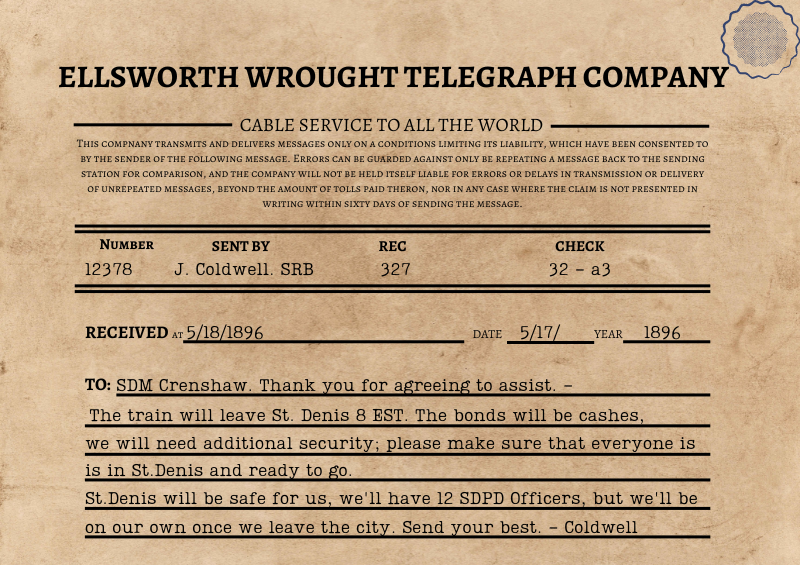 ELLSWORTH WROUGHT TELEGRAPH COMPANY
CABLE SERVICE TO ALL THE WORLD
This compnany transmits and delivers messages only on a conditions limiting its liability, which have been consented to
by the sender of the following message. Errors can be guarded against only be repeating a message back to the sending
station for comparison, and the company will not be held itself liable for errors or delays in transmission or delivery
of unrepeated messages, beyond the amount of tolls paid theron, nor in any case where the claim is not presented in
writing within sixty days of sending the message.
Number SENT BY REC CHECK
12378 J. Coldwell. SRB 327 32 – a3
RECEIVED AT 5/18/1896 DATE 5/17/ YEAR 1896
TO: SDM Crenshaw. Thank you for agreeing to assist. –
The train will leave St. Denis 8 EST. The bonds will be cashes,
we will need additional security; please make sure that everyone is
is in St.Denis and ready to go.
St.Denis will be safe for us, we'll have 12 SDPD Officers, but we'll be
on our own once we leave the city. Send your best. – Coldwell